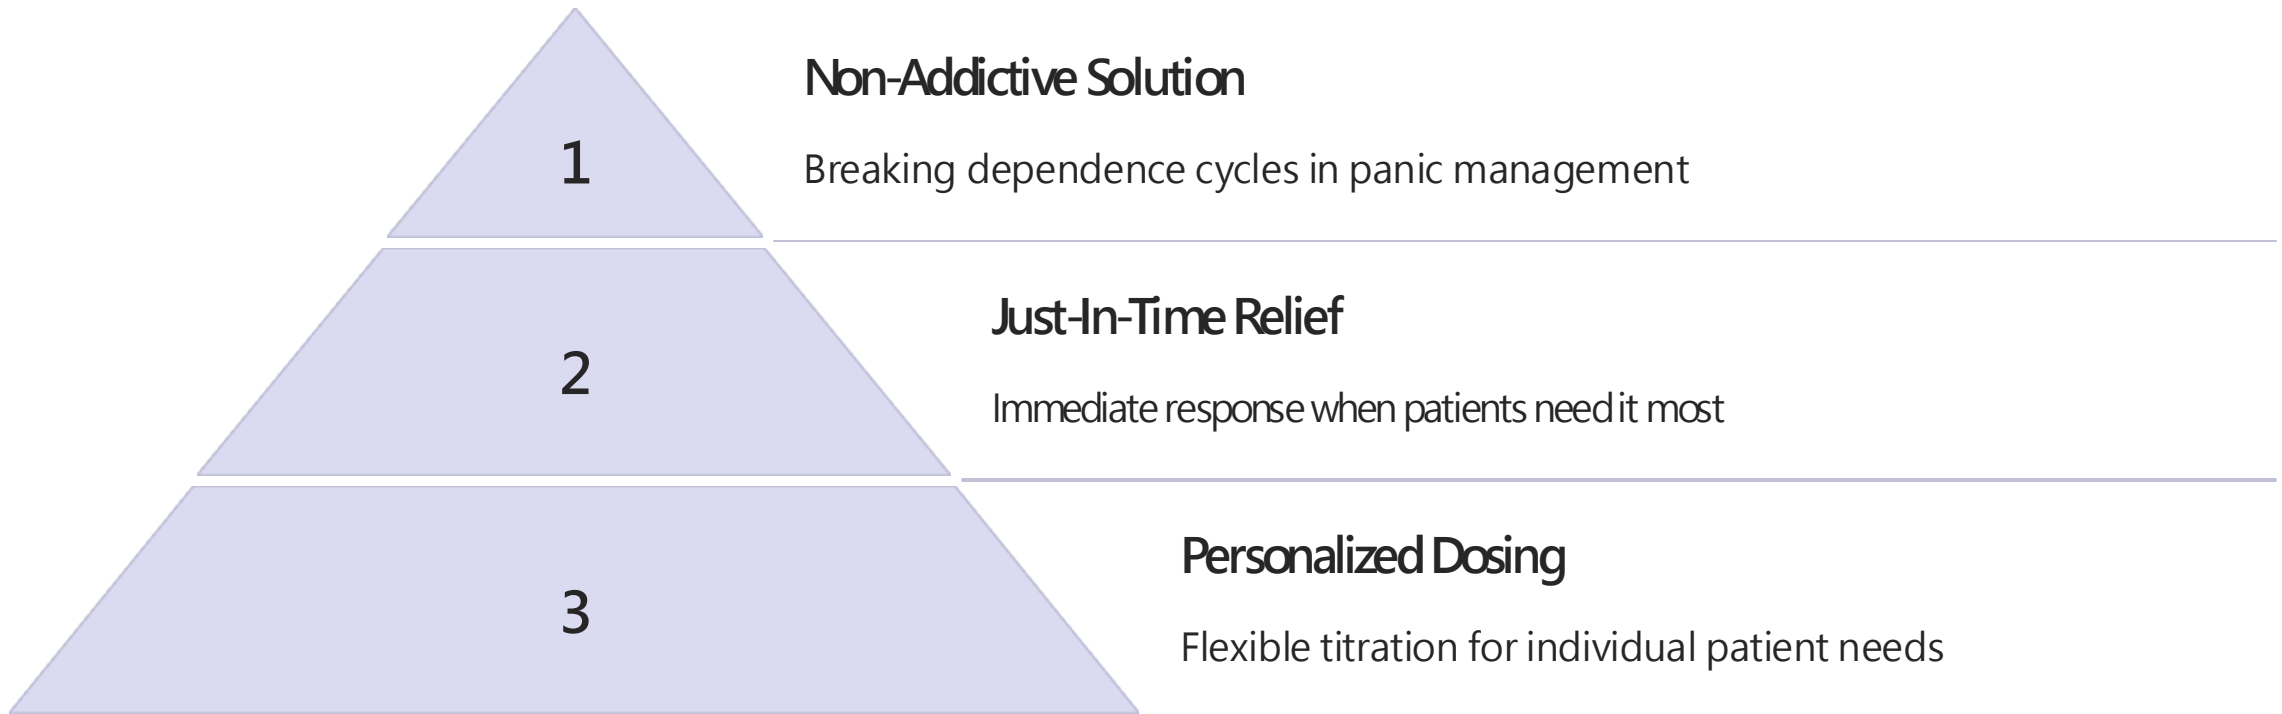 1
Non-Addictive Solution
Breaking dependence cycles in panic management
2
Just-In-Time Relief
Immediate response when patients need it most
3
Personalized Dosing
Flexible titration for individual patient needs